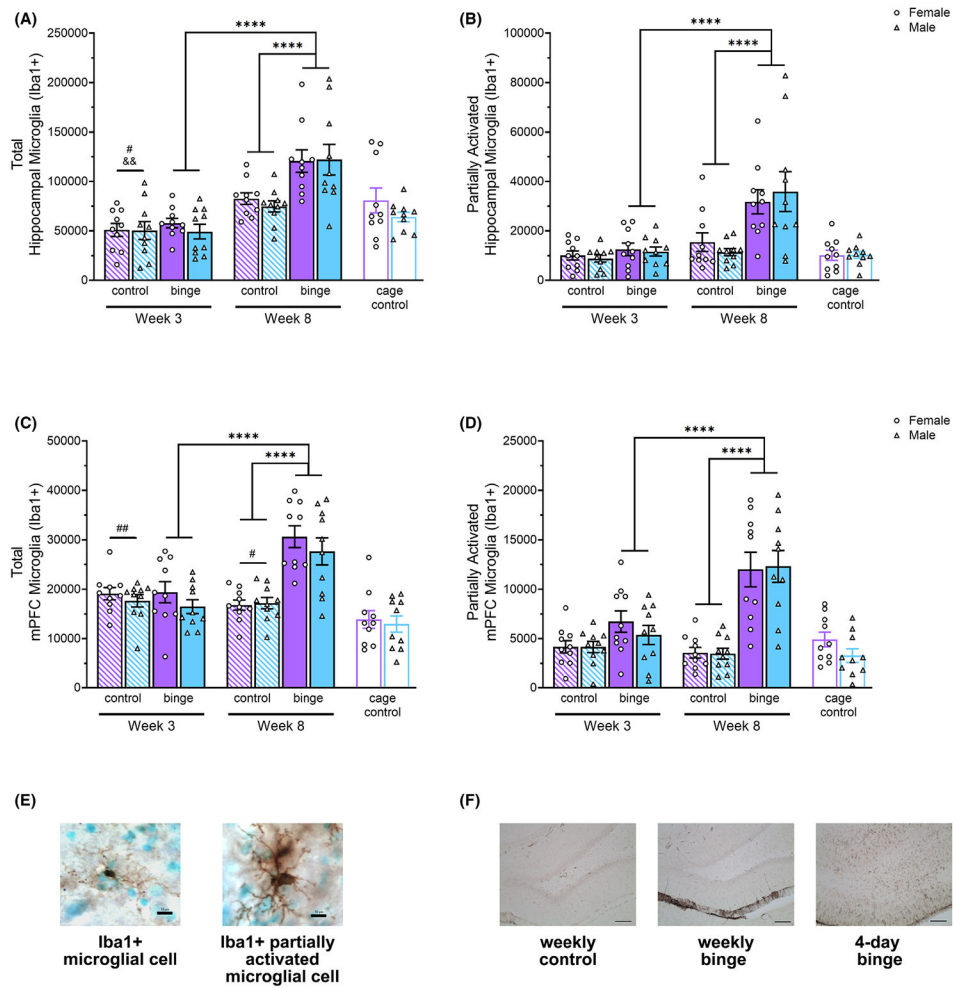 (A)
Total
Hippocampal Microglia (Iba1+)
250000
200000
150000
100000
50000
0
****
****
#
&&
control
binge
control
binge
cage
control
Week 3
Week 8
(B)
Partially Activated
Hippocampal Microglia (Iba1+)
100000
80000
60000
40000
20000
0
****
****
control
binge
control
binge
cage
control
Week 3
Week 8
Female
Male
(C)
Total
mPFC Microglia (Iba1+)
50000
40000
30000
20000
10000
0
****
****
##
#
control
binge
control
binge
cage
control
Week 3
Week 8
(D)
Partially Activated
mPFC Microglia (Iba1+)
25000
20000
15000
10000
5000
0
****
****
control
binge
control
binge
cage
control
Week 3
Week 8
Female
Male
(E)
Iba1+
microglial cell
Iba1+ partially
activated
microglial cell
(F)
weekly
control
weekly
binge
4-day
binge